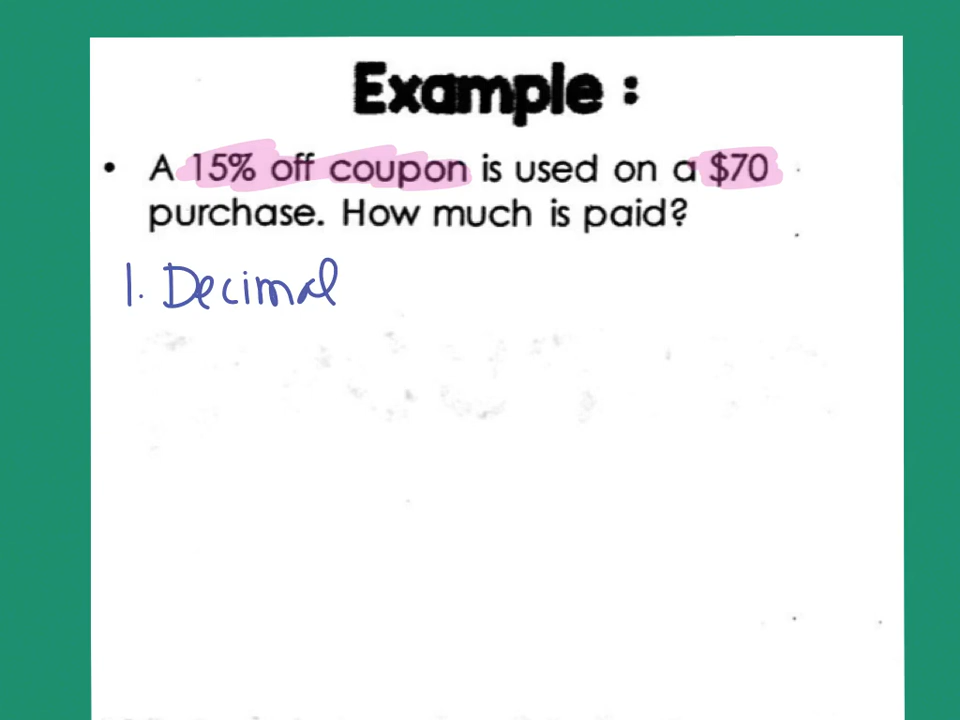 Example :
• A 15% off coupon is used on a $70
purchase. How much is paid?
1. Decimal